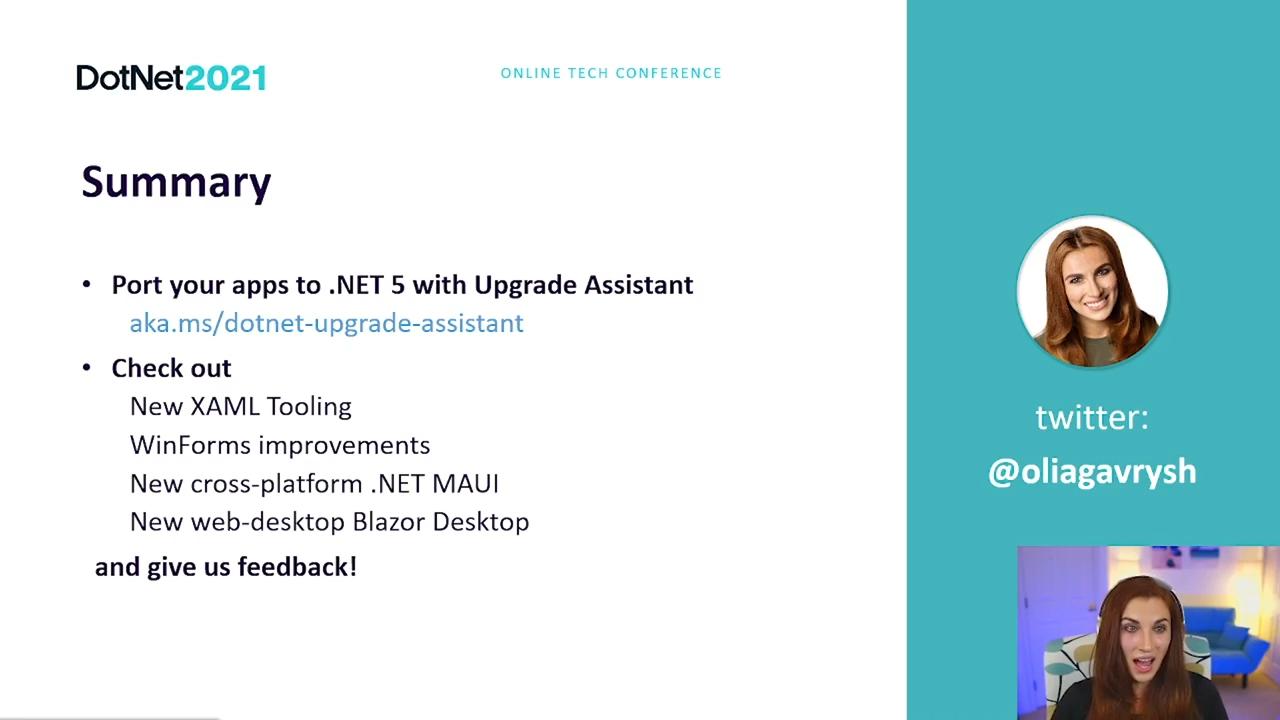 DotNet2021
ONLINE TECH CONFERENCE
Summary
• Port your apps to .NET 5 with Upgrade Assistant
aka.ms/dotnet-upgrade-assistant
• Check out
New XAML Tooling
WinForms improvements
New cross-platform .NET MAUI
New web-desktop Blazor Desktop
and give us feedback!
twitter:
@oliagavrysh